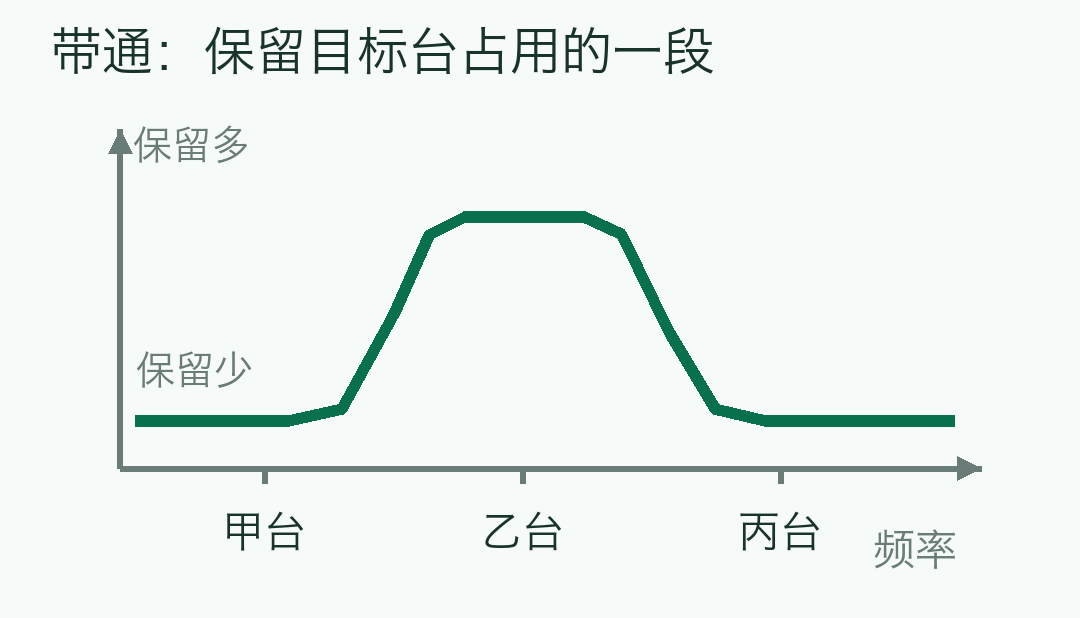 带通：保留目标台占用的一段
保留多
保留少
甲台
乙台
丙台
频率